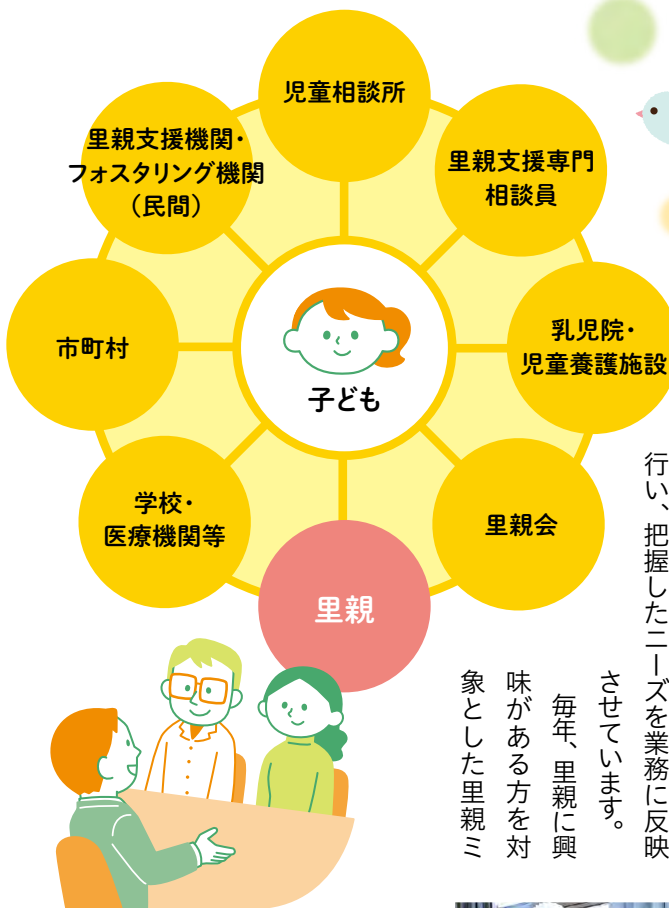 児童相談所
里親支援専門
相談員
乳児院・
児童養護施設
里親会
里親
学校・
医療機関等
市町村
里親支援機関・
フォスタリング機関
（民間）
子ども
行い、把握したニーズを業務に反映
させています。
毎年、里親に興
味がある方を対
象とした里親ミ